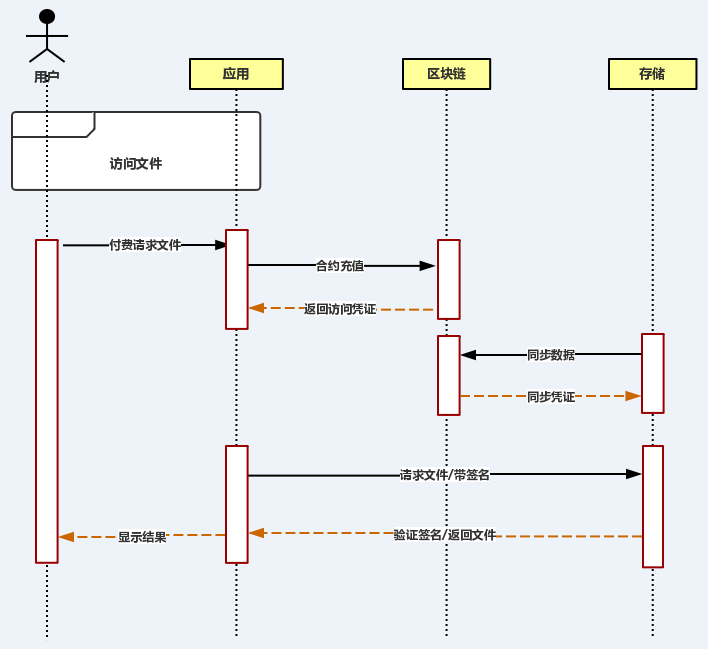 用户
应用
区块链
存储
访问文件
付费请求文件
合约充值
返回访问凭证
同步数据
同步凭证
请求文件/带签名
验证签名/返回文件
显示结果